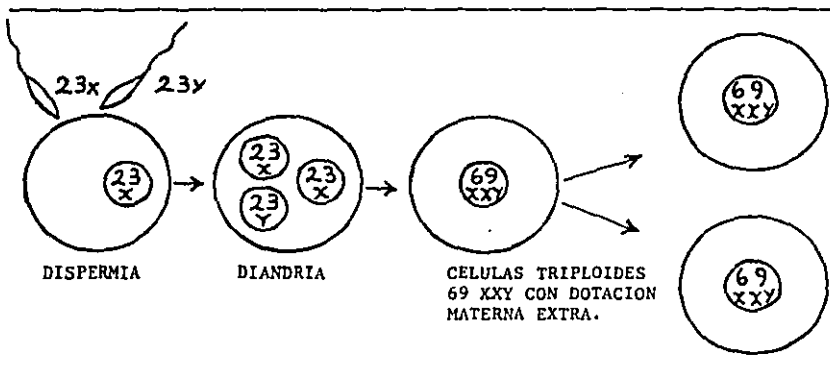 23x 23y
23
X
DISPERMIA
23
X
23
Y
23
X
DIANDRIA
69
XXY
CELULAS TRIPLOIDES
69 XXY CON DOTACION
MATERNA EXTRA.
69
XXY
69
XXY